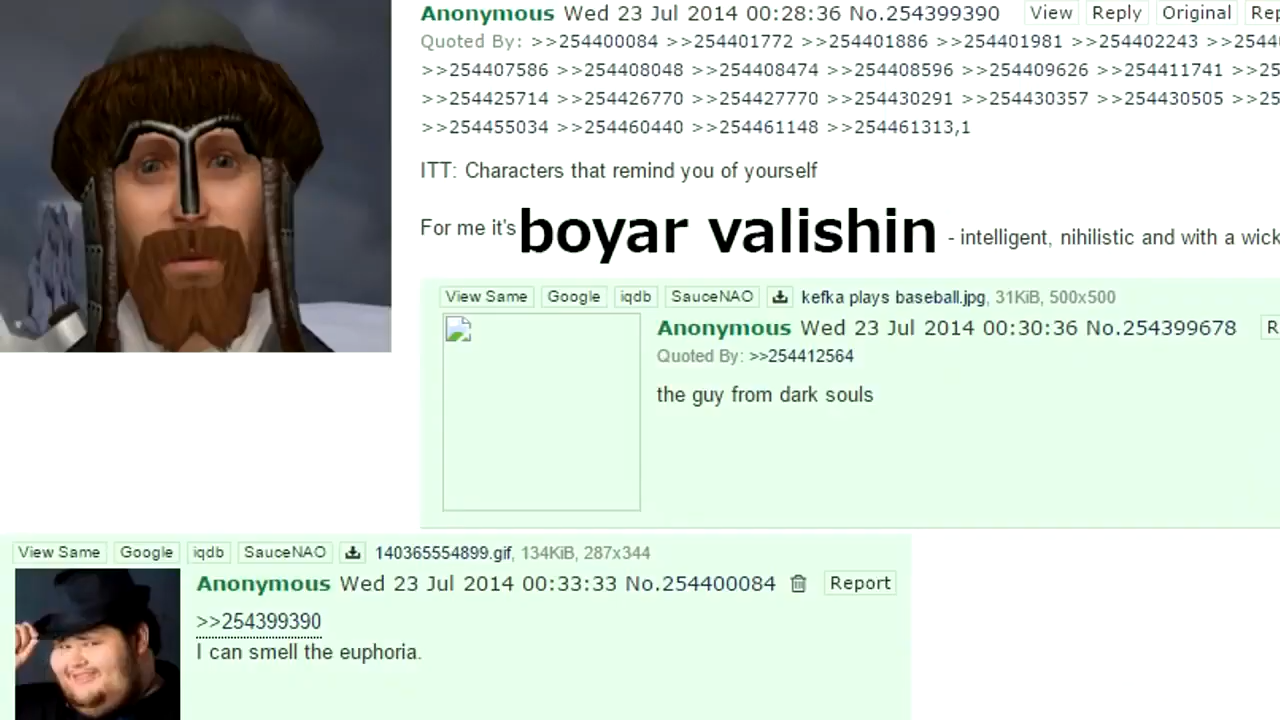 Anonymous Wed 23 Jul 2014 00:28:36 No.254399390 View Reply Original
Quoted By: >>254400084 >>254401772 >>254401886 >>254401981 >>254402243
>>254407586 >>254408048 >>254408474 >>254408596 >>254409626 >>254411741
>>254425714 >>254426770 >>254427770 >>254430291 >>254430357 >>254430505
>>254455034 >>254460440 >>254461148 >>254461313,1
ITT: Characters that remind you of yourself
For me it's boyar valishin - intelligent, nihilistic and with a wick
View Same Google iqdb SauceNAO kefka plays baseball.jpg, 31KiB, 500x500
Anonymous Wed 23 Jul 2014 00:30:36 No.254399678
Quoted By: >>254412564
the guy from dark souls
View Same Google iqdb SauceNAO 140365554899.gif, 134KiB, 287x344
Anonymous Wed 23 Jul 2014 00:33:33 No.254400084 Report
>>254399390
I can smell the euphoria.